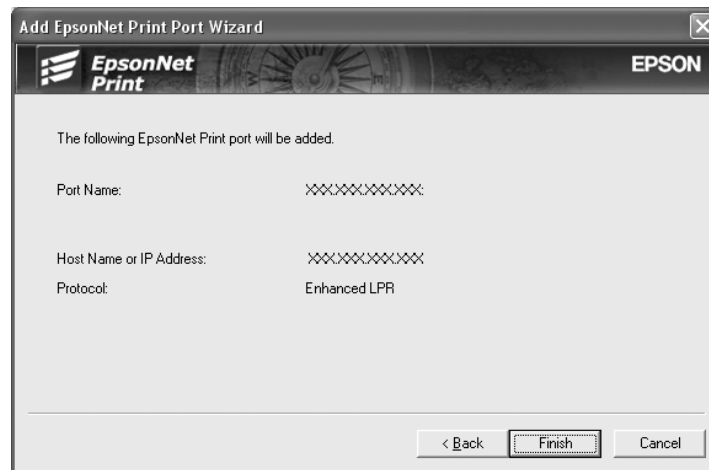 Add EpsonNet Print Port Wizard
EpsonNet
Print
EPSON
The following EpsonNet Print port will be added.
Port Name: XXX.XXX.XXX.XXX:
Host Name or IP Address: XXX.XXX.XXX.XXX
Protocol: Enhanced LPR
< Back Finish Cancel